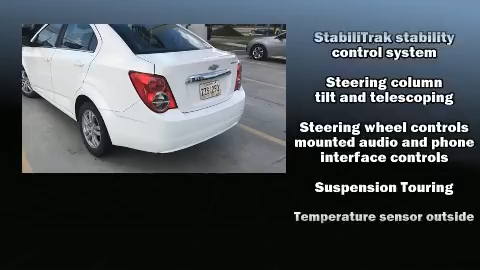 StabiliTrak stability
control system
Steering column
tilt and telescoping
Steering wheel controls
mounted audio and phone
interface controls
Suspension Touring
Temperature sensor outside